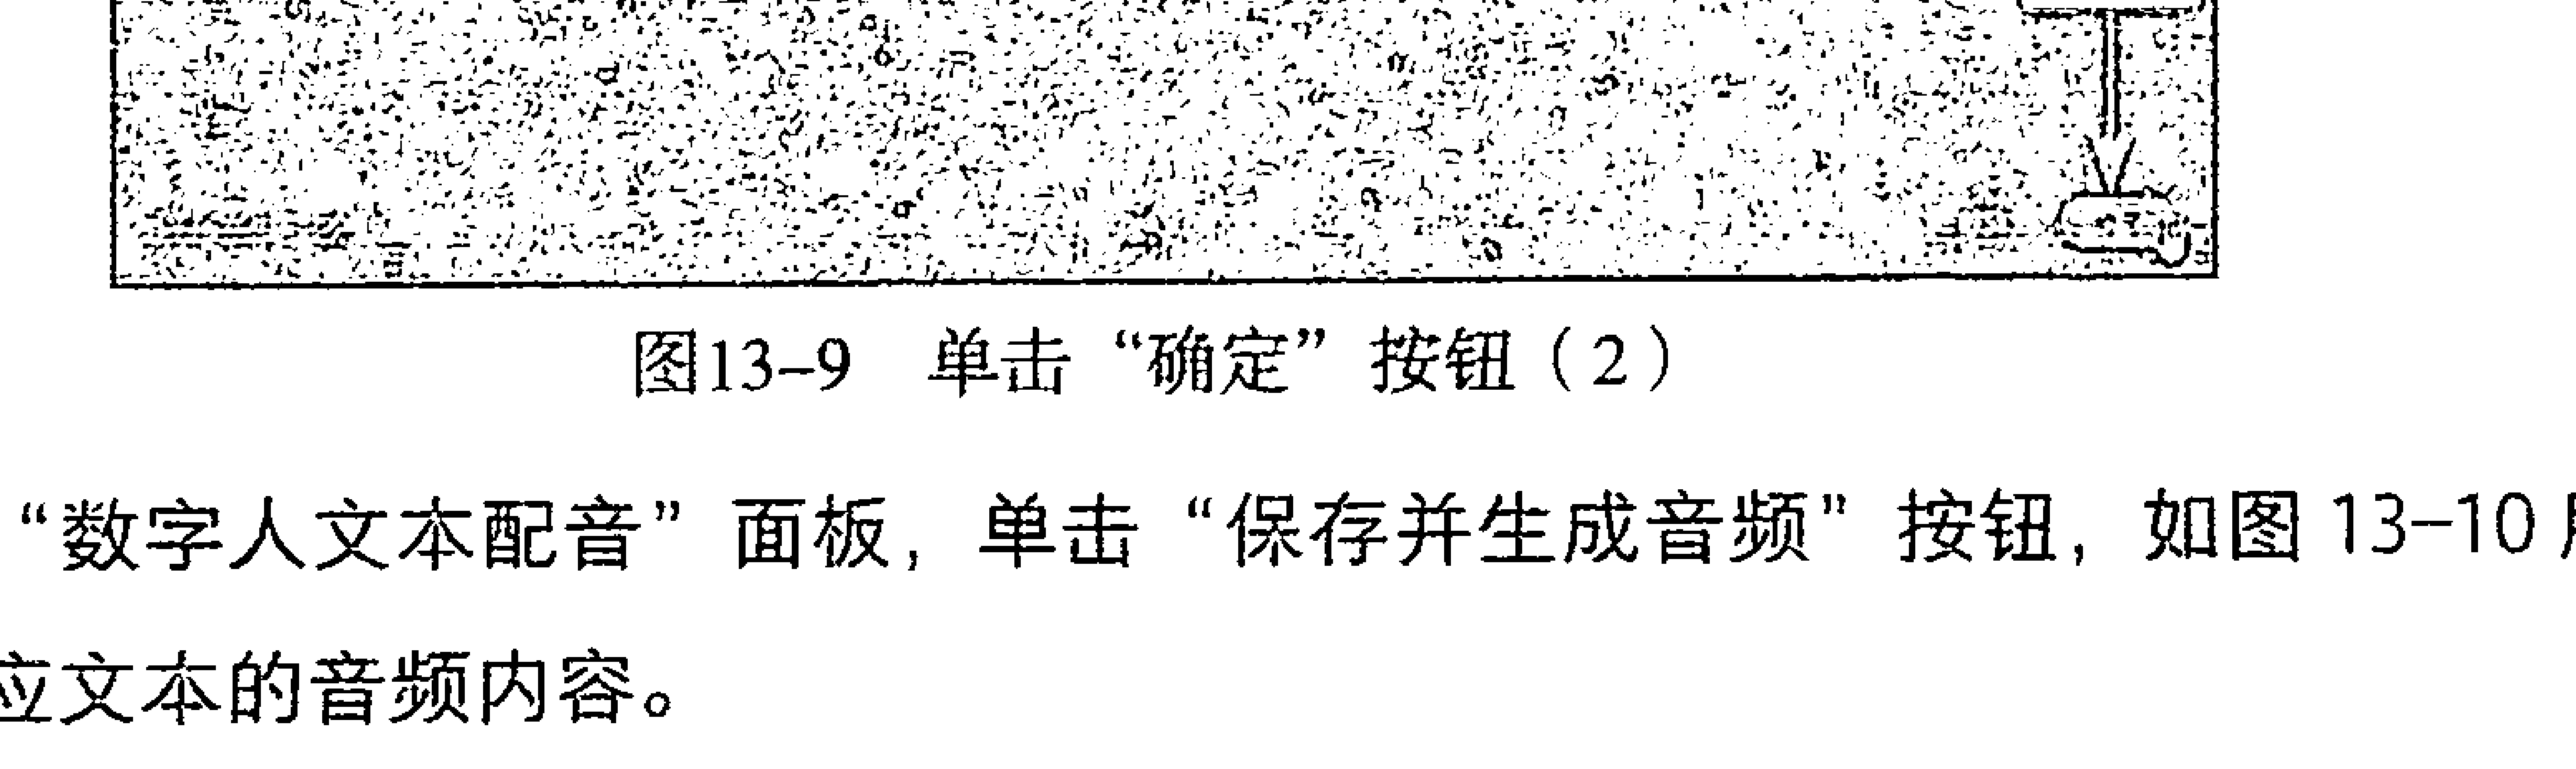 图13-9 单击“确定”按钮(2)
“数字人文本配音”面板,单击“保存并生成音频”按钮,如图 13-10
应文本的音频内容。